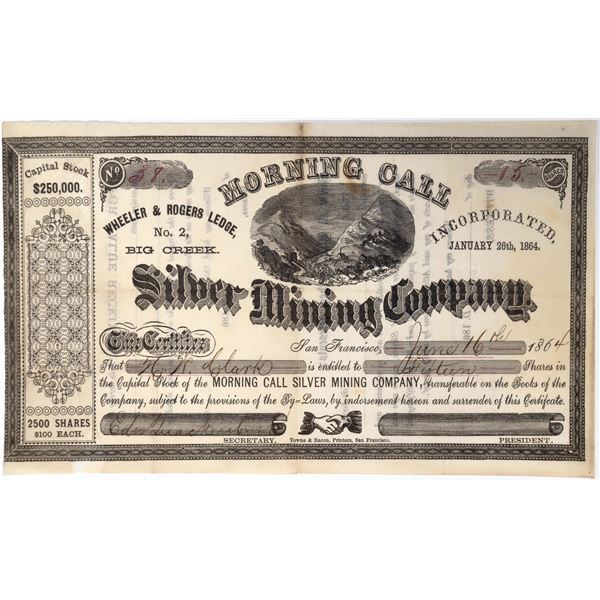 Capital Stock
$250,000.
2500 SHARES
$100 EACH.
No 38.
15. SHARES
MORNING CALL
WHEELER & ROGERS LEDGE,
No. 2,
BIG CREEK.
INCORPORATED,
JANUARY 26th, 1864.
Silver Mining Company.
This Certifies
San Francisco, June 16 1864
That W. Clark is entitled to Fifteen Shares in
the Capital Stock of the MORNING CALL SILVER MINING COMPANY, transferable on the Books of the
Company, subject to the provisions of the By=Laws, by indorsement hereon and surrender of this Certificate.
SECRETARY.
Towne & Bacon, Printers, San Francisco.
PRESIDENT.